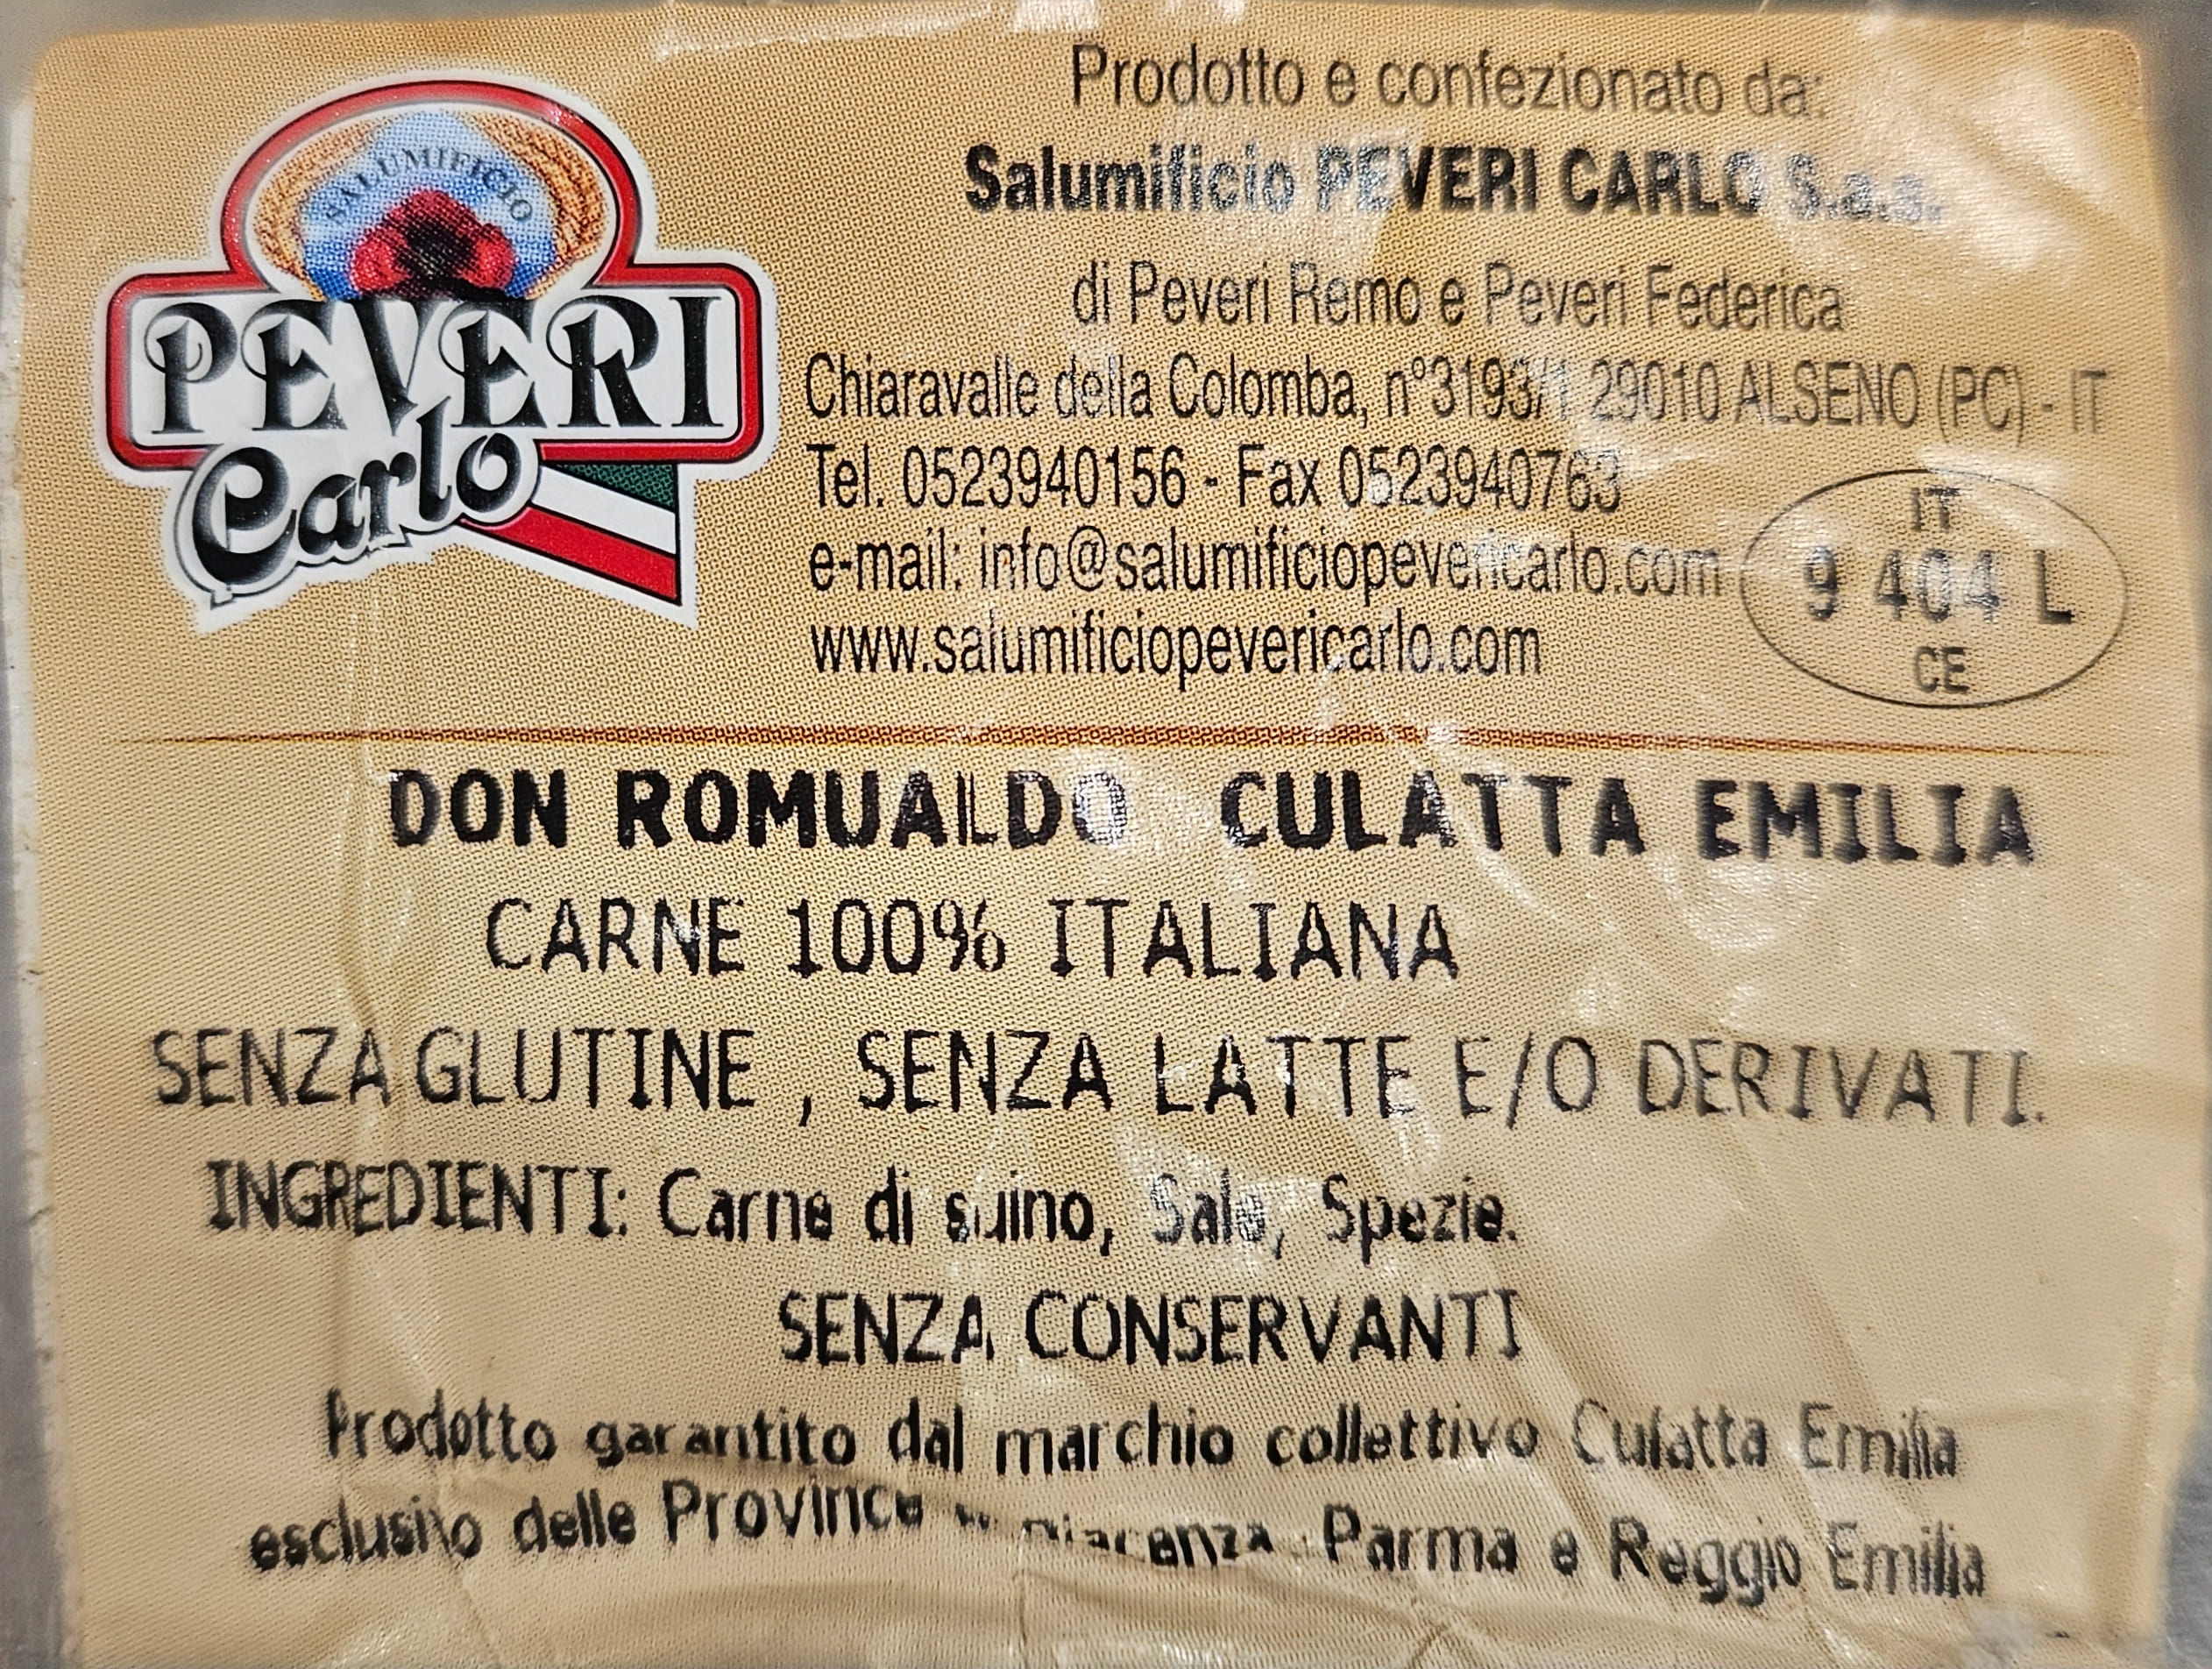 SALUMIFICIO
PEVERI
Carlo
Prodotto e confezionato da:
Salumificio PEVERI CARLO S.a.s.
di Peveri Remo e Peveri Federica
Chiaravalle della Colomba, n°3193/1 29010 ALSENO (PC) - IT
Tel. 0523940156 - Fax 0523940763
e-mail: info@salumificiopevericarlo.com
www.salumificiopevericarlo.com
IT
9 404 L
CE
DON ROMUALDO CULATTA EMILIA
CARNE 100% ITALIANA
SENZA GLUTINE , SENZA LATTE E/O DERIVATI.
INGREDIENTI: Carne di suino, Sale, Spezie.
SENZA CONSERVANTI
Prodotto garantito dal marchio collettivo Culatta Emilia
esclusivo delle Province Piacenza, Parma e Reggio Emilia